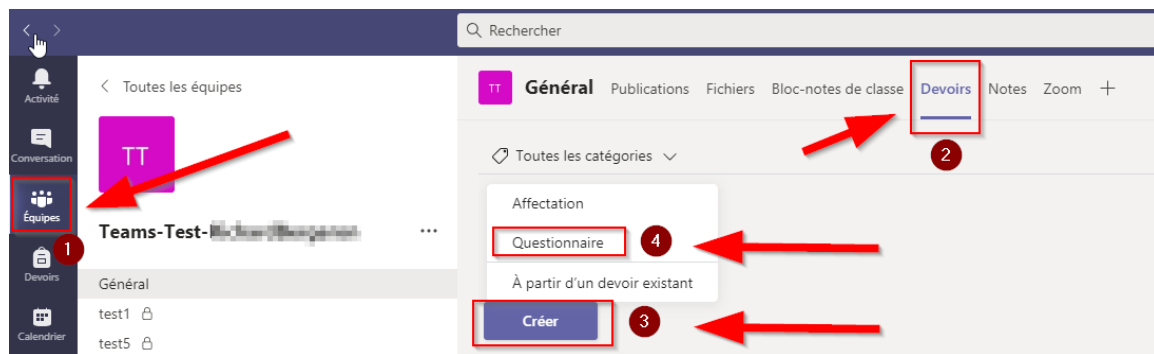 Rechercher
Activité
Conversation
Équipes
1
Devoirs
Calendrier
Toutes les équipes
TT
Teams-Test-
...
Général
test1
test5
TT Général Publications Fichiers Bloc-notes de classe Devoirs Notes Zoom +
2
Toutes les catégories
Affectation
Questionnaire 4
À partir d'un devoir existant
Créer 3